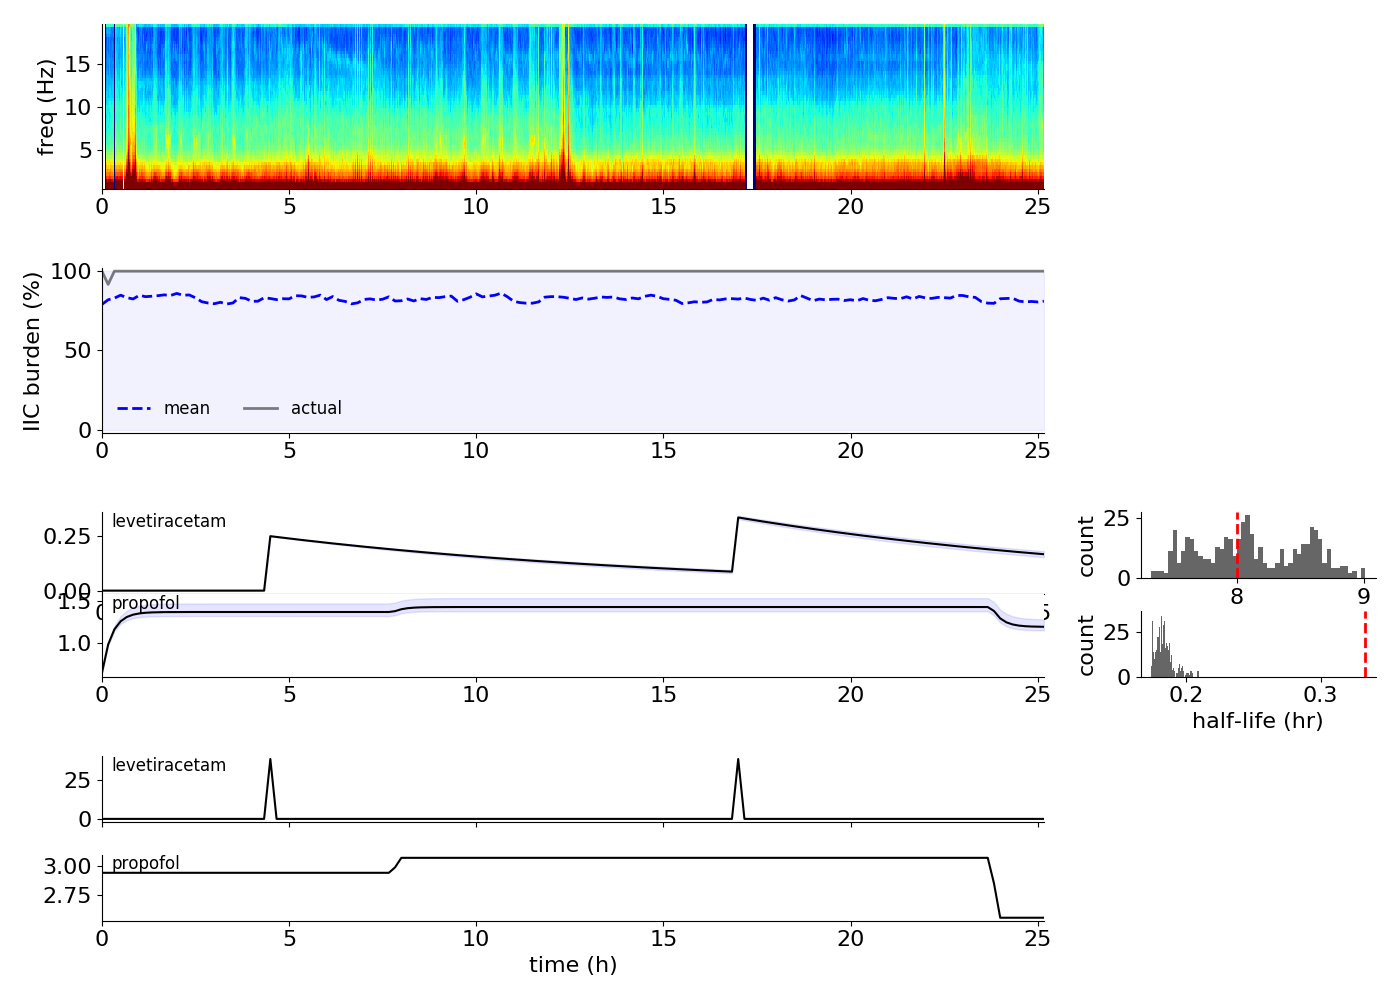 freq (Hz)
15
10
5
0 5 10 15 20 25
IIC burden (%)
100
50
0
mean actual
0 5 10 15 20 25
levetiracetam
0.25
0.00
count
25
0
8 9
propofol
1.5
1.0
0 5 10 15 20 25
count
25
0
0.2 0.3
half-life (hr)
levetiracetam
25
0
propofol
3.00
2.75
0 5 10 15 20 25
time (h)